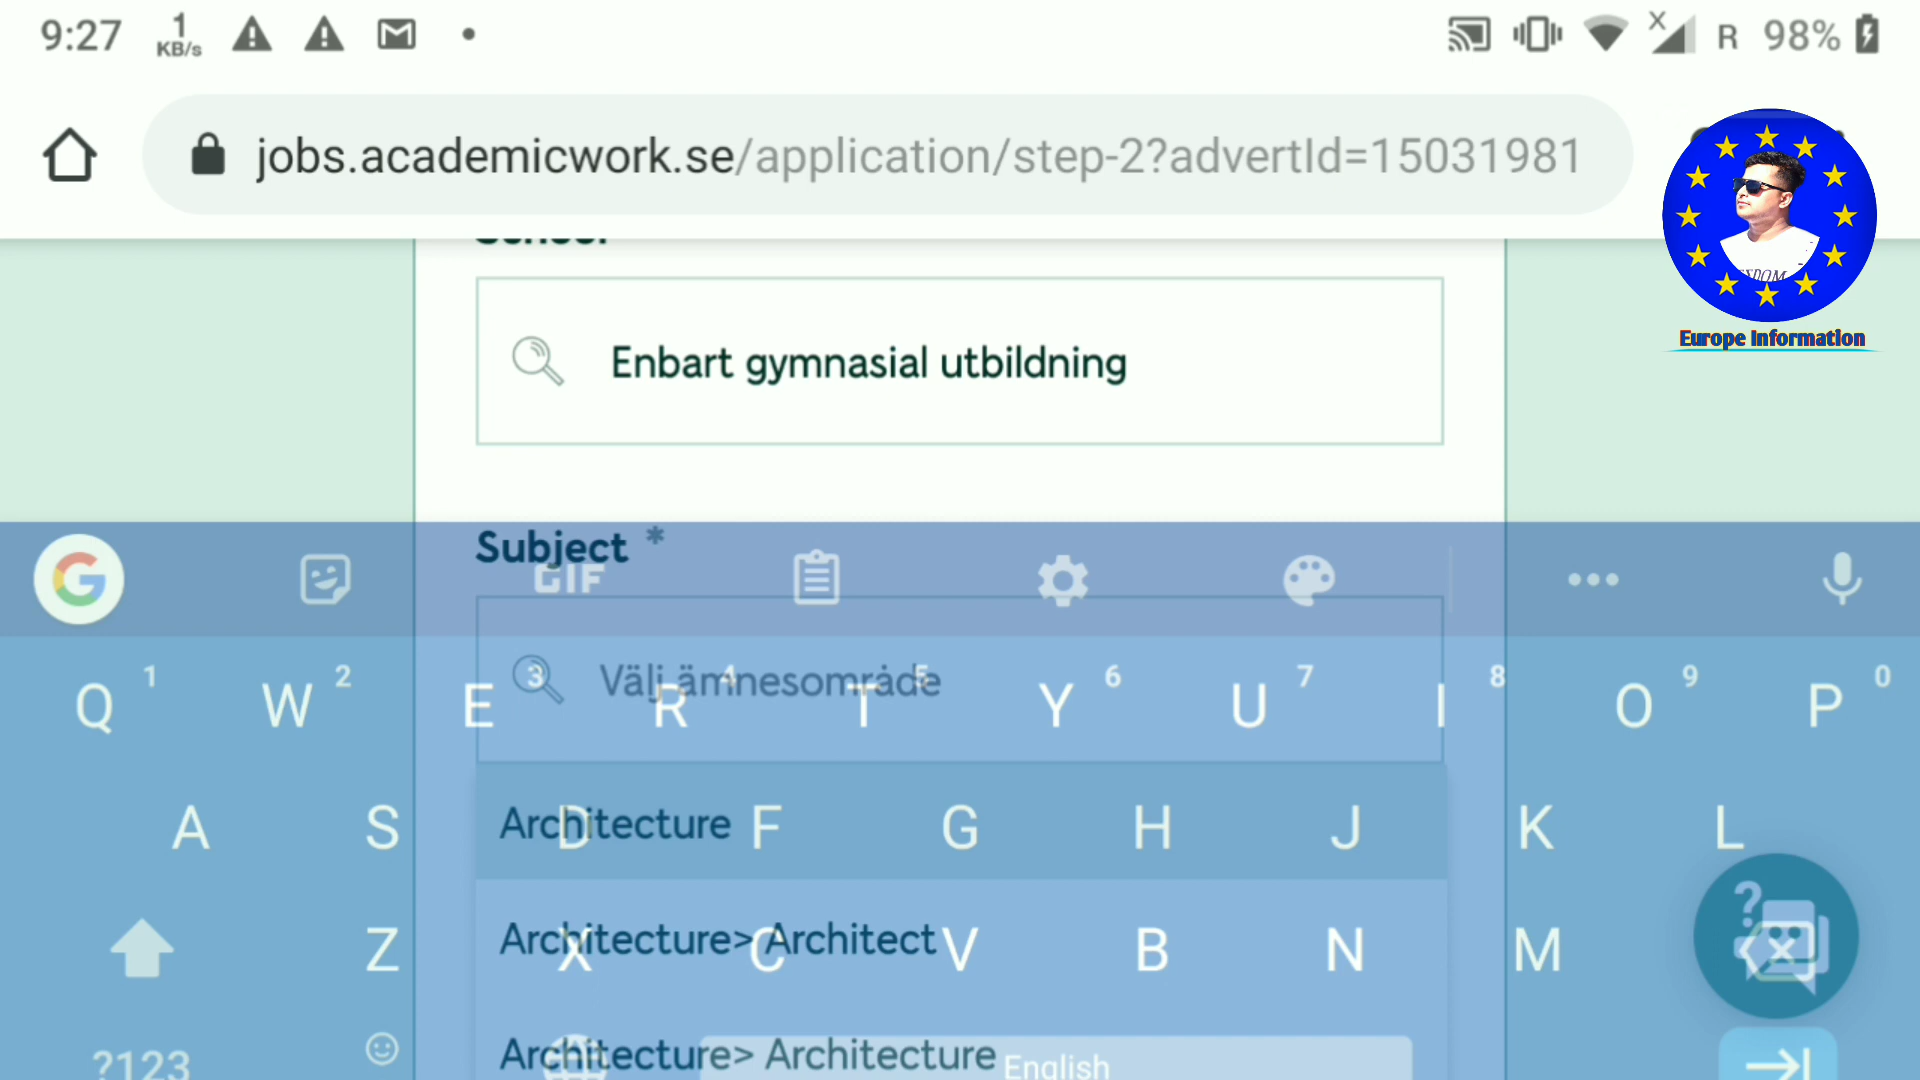 9:27 1 KB/s R 98%
jobs.academicwork.se/application/step-2?advertId=15031981
School
Enbart gymnasial utbildning
Europe Information
Subject *
GIF
Välj ämnesområde
1 2 3 4 5 6 7 8 9 0
Q W E R T Y U I O P
Architecture
A S D F G H J K L
Architecture> Architect
Z X C V B N M
Architecture> Architecture
?123 English